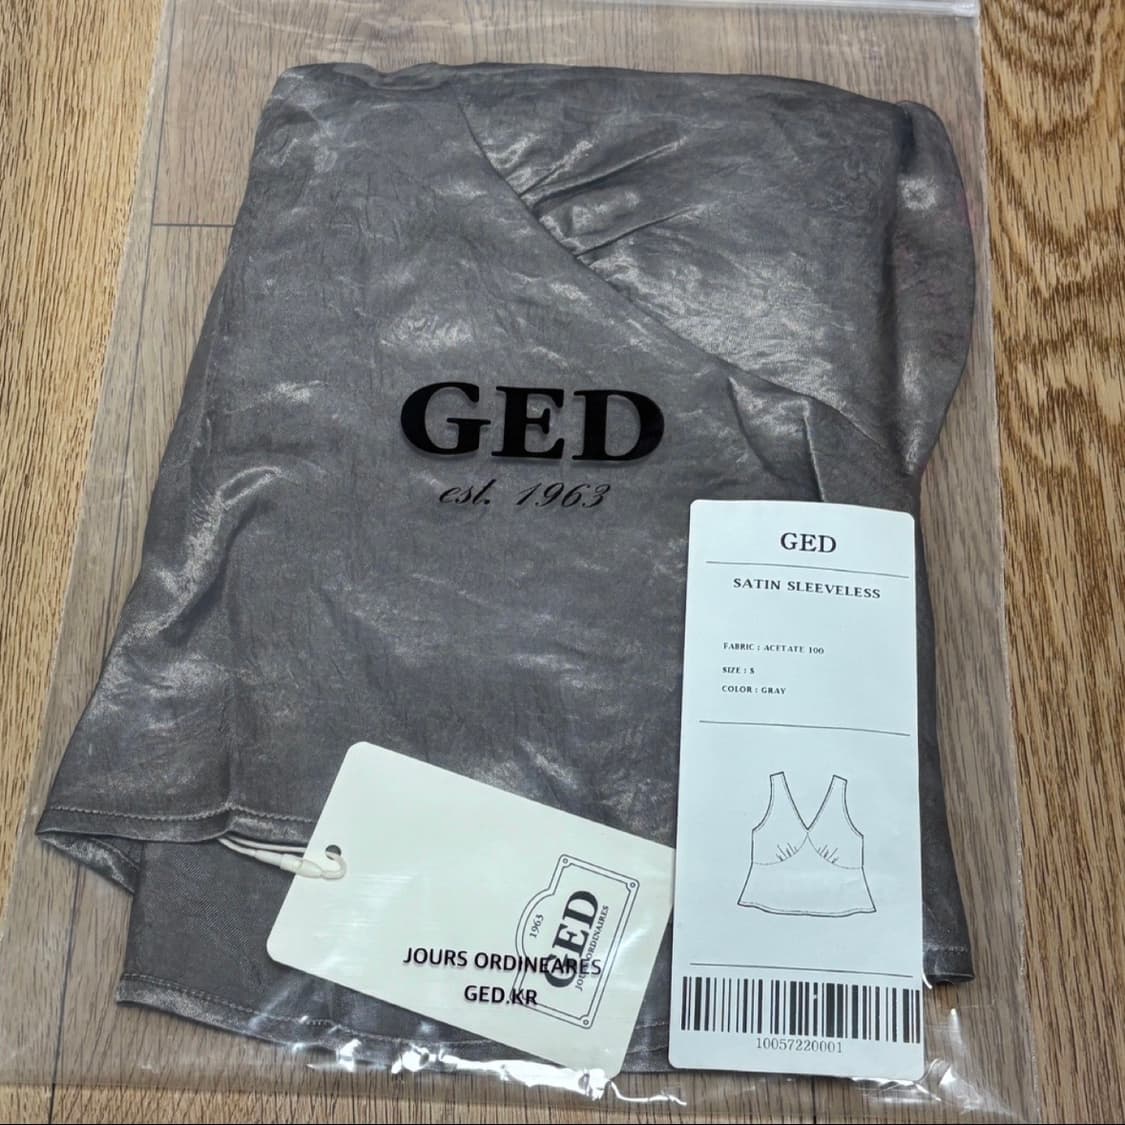 GED
est. 1963
GED
SATIN SLEEVELESS
FABRIC : ACETATE 100
SIZE : S
COLOR : GRAY
1963
GED
JOURS ORDINAIRES
JOURS ORDINEARES
GED.KR
10057220001